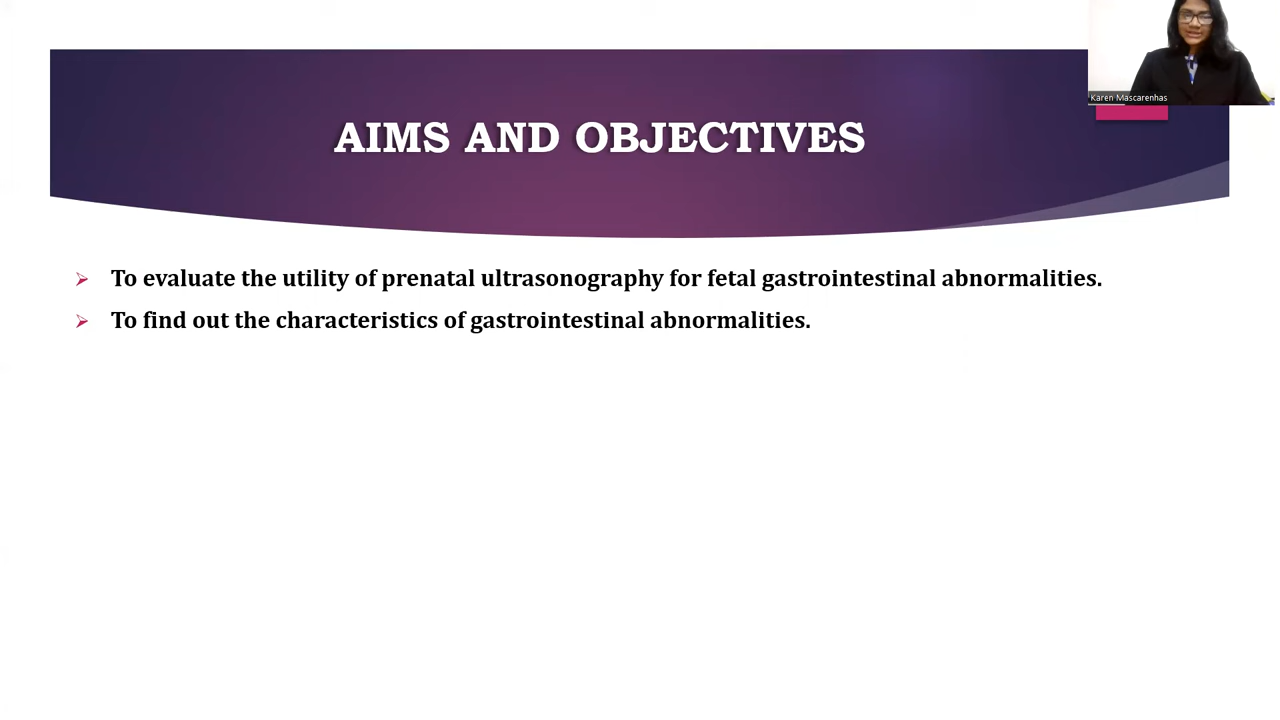 Karen Mascarenhas
AIMS AND OBJECTIVES
To evaluate the utility of prenatal ultrasonography for fetal gastrointestinal abnormalities.
To find out the characteristics of gastrointestinal abnormalities.